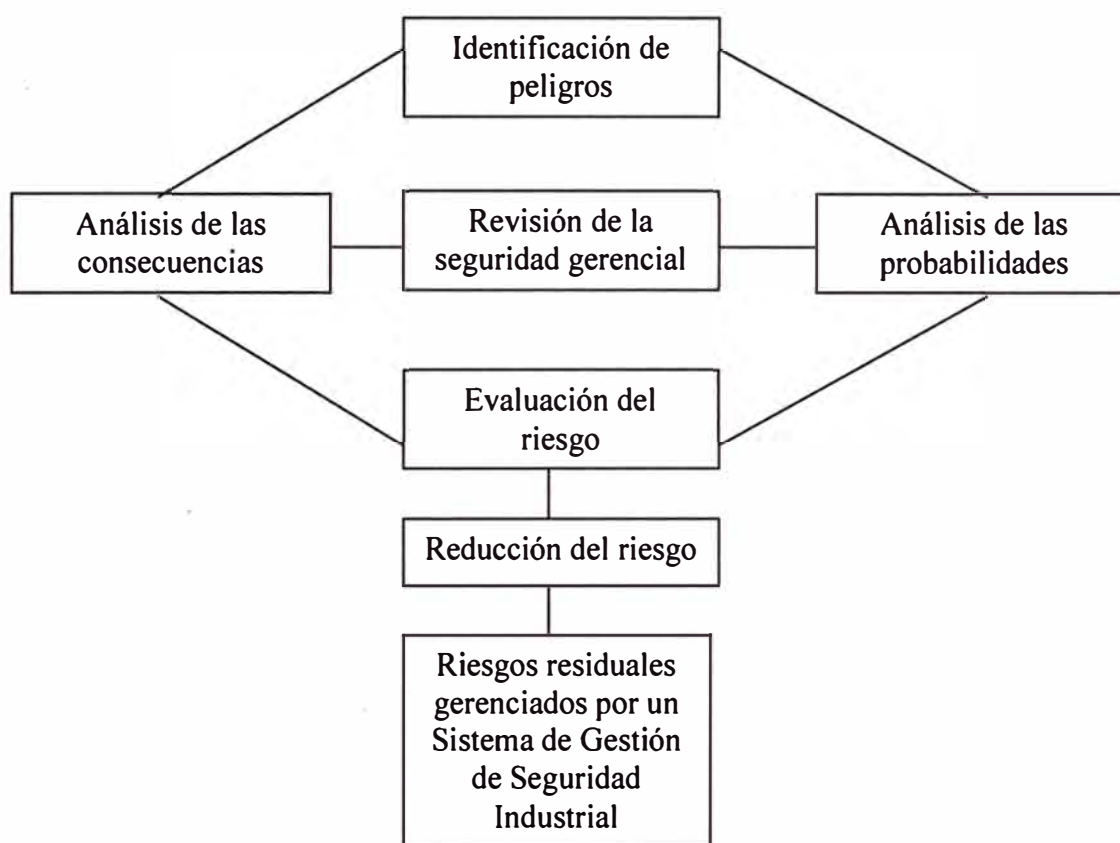 Identificación de
peligros
Análisis de las
consecuencias
Revisión de la
seguridad gerencial
Análisis de las
probabilidades
Evaluación del
riesgo
Reducción del riesgo
Riesgos residuales
gerenciados por un
Sistema de Gestión
de Seguridad
Industrial